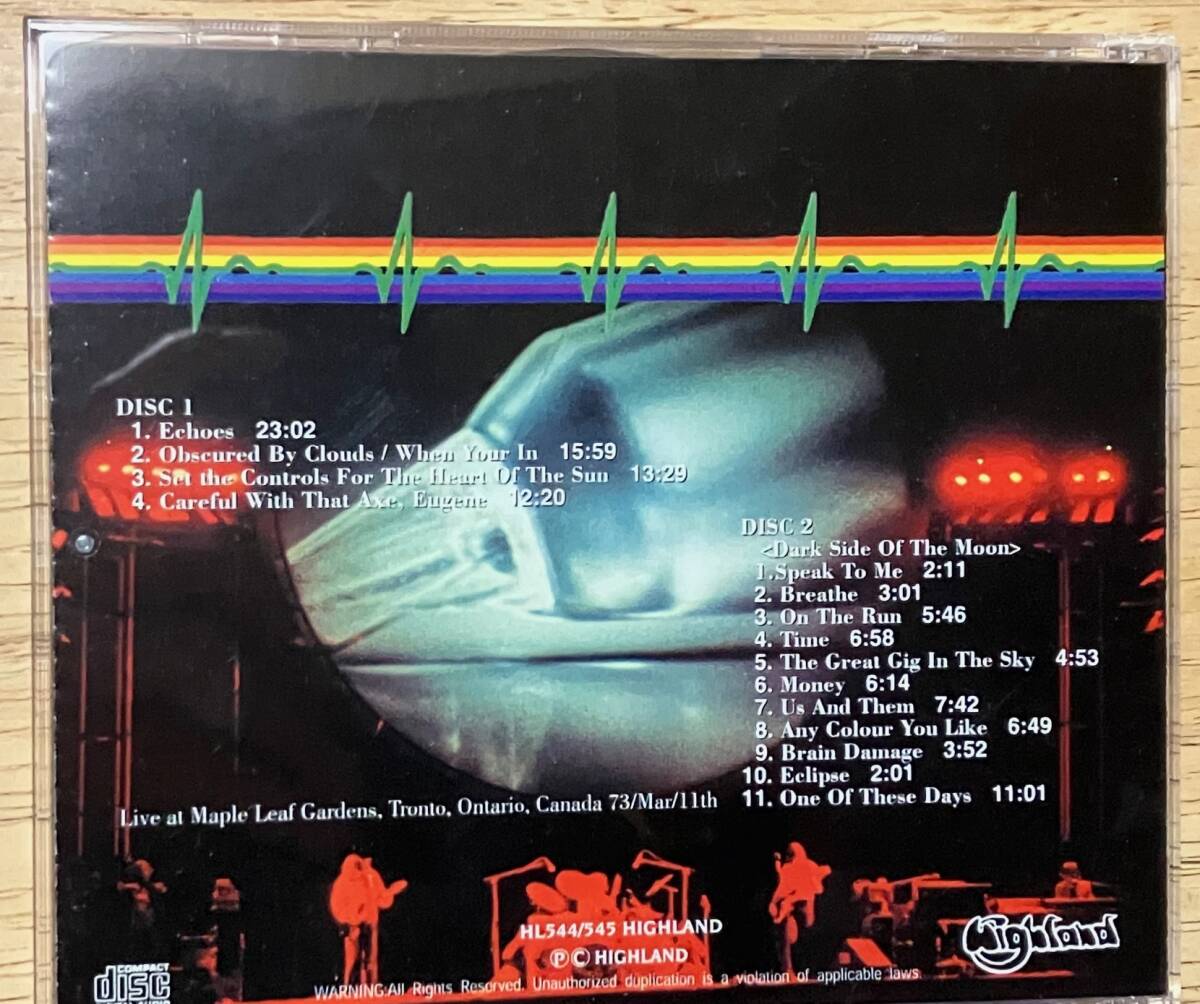 DISC 1
1. Echoes 23:02
2. Obscured By Clouds / When Your In 15:59
3. Set the Controls For The Heart Of The Sun 13:29
4. Careful With That Axe, Eugene 12:20
DISC 2
<Dark Side Of The Moon>
1.Speak To Me 2:11
2. Breathe 3:01
3. On The Run 5:46
4. Time 6:58
5. The Great Gig In The Sky 4:53
6. Money 6:14
7. Us And Them 7:42
8. Any Colour You Like 6:49
9. Brain Damage 3:52
10. Eclipse 2:01
11. One Of These Days 11:01
Live at Maple Leaf Gardens, Tronto, Ontario, Canada 73/Mar/11th
HL544/545 HIGHLAND
Ⓟ© HIGHLAND
Highland
COMPACT
disc
DIGITAL AUDIO
WARNING:All Rights Reserved. Unauthorized duplication is a violation of applicable laws.